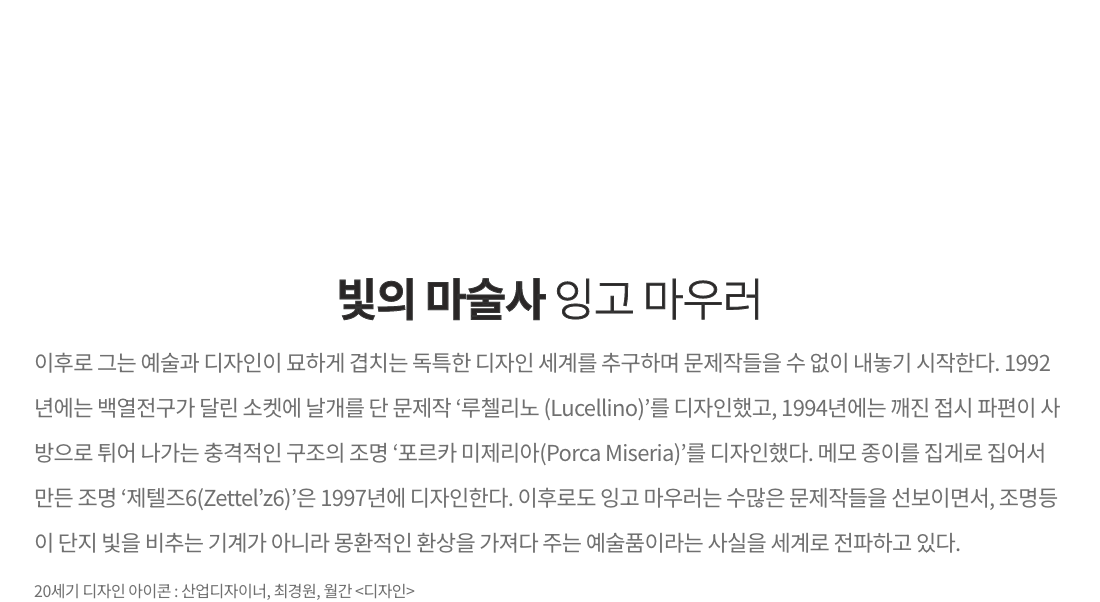 빛의 마술사 잉고 마우러
이후로 그는 예술과 디자인이 묘하게 겹치는 독특한 디자인 세계를 추구하며 문제작들을 수 없이 내놓기 시작한다. 1992
년에는 백열전구가 달린 소켓에 날개를 단 문제작 ‘루첼리노 (Lucellino)’를 디자인했고, 1994년에는 깨진 접시 파편이 사
방으로 튀어 나가는 충격적인 구조의 조명 ‘포르카 미제리아(Porca Miseria)’를 디자인했다. 메모 종이를 집게로 집어서
만든 조명 ‘제텔즈6(Zettel’z6)’은 1997년에 디자인한다. 이후로도 잉고 마우러는 수많은 문제작들을 선보이면서, 조명등
이 단지 빛을 비추는 기계가 아니라 몽환적인 환상을 가져다 주는 예술품이라는 사실을 세계로 전파하고 있다.
20세기 디자인 아이콘 : 산업디자이너, 최경원, 월간 <디자인>